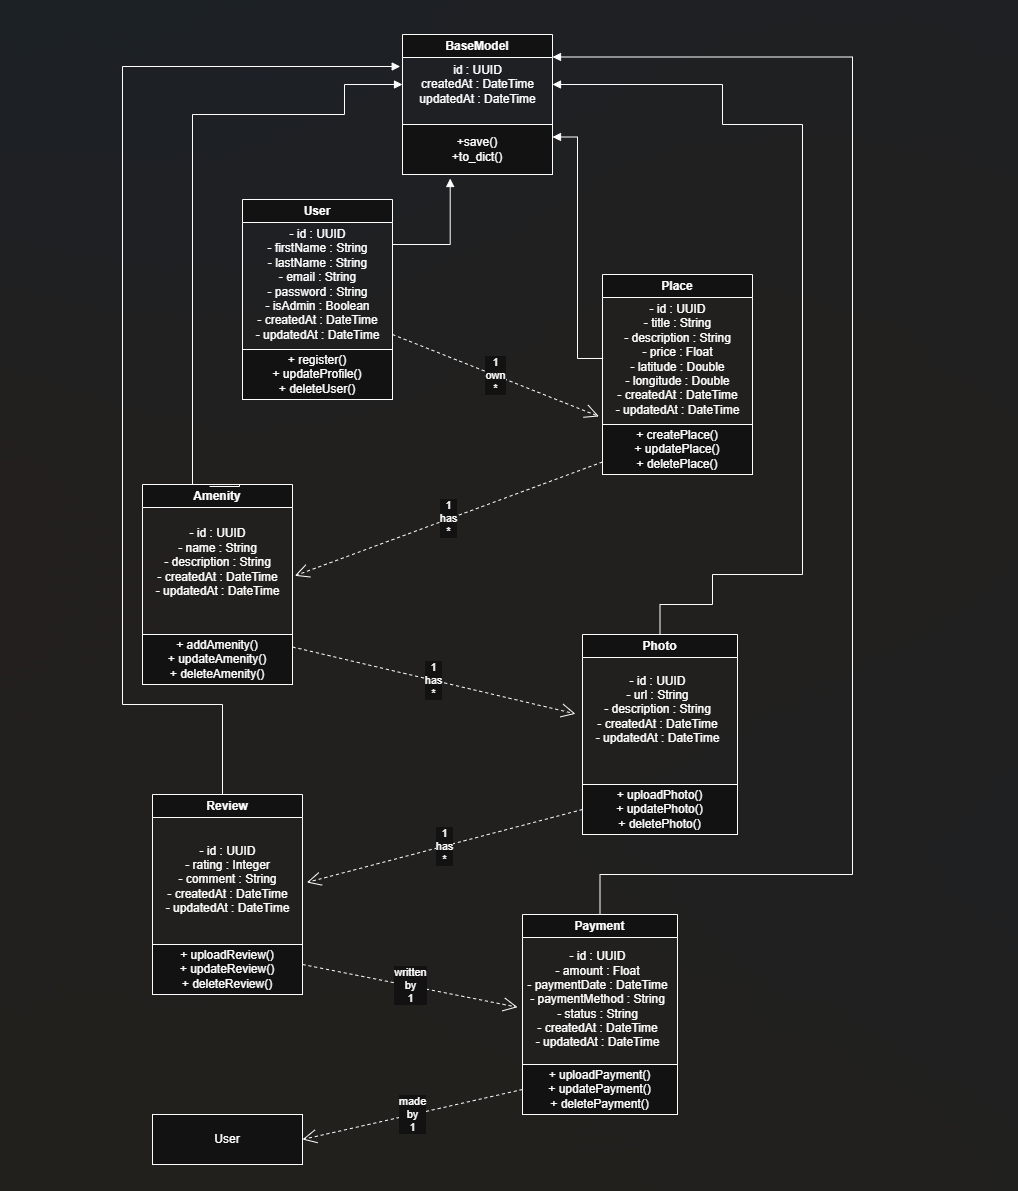 BaseModel
id : UUID
createdAt : DateTime
updatedAt : DateTime
+save()
+to_dict()
User
- id : UUID
- firstName : String
- lastName : String
- email : String
- password : String
- isAdmin : Boolean
- createdAt : DateTime
- updatedAt : DateTime
+ register()
+ updateProfile()
+ deleteUser()
1
own
*
Place
- id : UUID
- title : String
- description : String
- price : Float
- latitude : Double
- longitude : Double
- createdAt : DateTime
- updatedAt : DateTime
+ createPlace()
+ updatePlace()
+ deletePlace()
1
has
*
Amenity
- id : UUID
- name : String
- description : String
- createdAt : DateTime
- updatedAt : DateTime
+ addAmenity()
+ updateAmenity()
+ deleteAmenity()
1
has
*
Photo
- id : UUID
- url : String
- description : String
- createdAt : DateTime
- updatedAt : DateTime
+ uploadPhoto()
+ updatePhoto()
+ deletePhoto()
1
has
*
Review
- id : UUID
- rating : Integer
- comment : String
- createdAt : DateTime
- updatedAt : DateTime
+ uploadReview()
+ updateReview()
+ deleteReview()
written
by
1
Payment
- id : UUID
- amount : Float
- paymentDate : DateTime
- paymentMethod : String
- status : String
- createdAt : DateTime
- updatedAt : DateTime
+ uploadPayment()
+ updatePayment()
+ deletePayment()
made
by
1
User